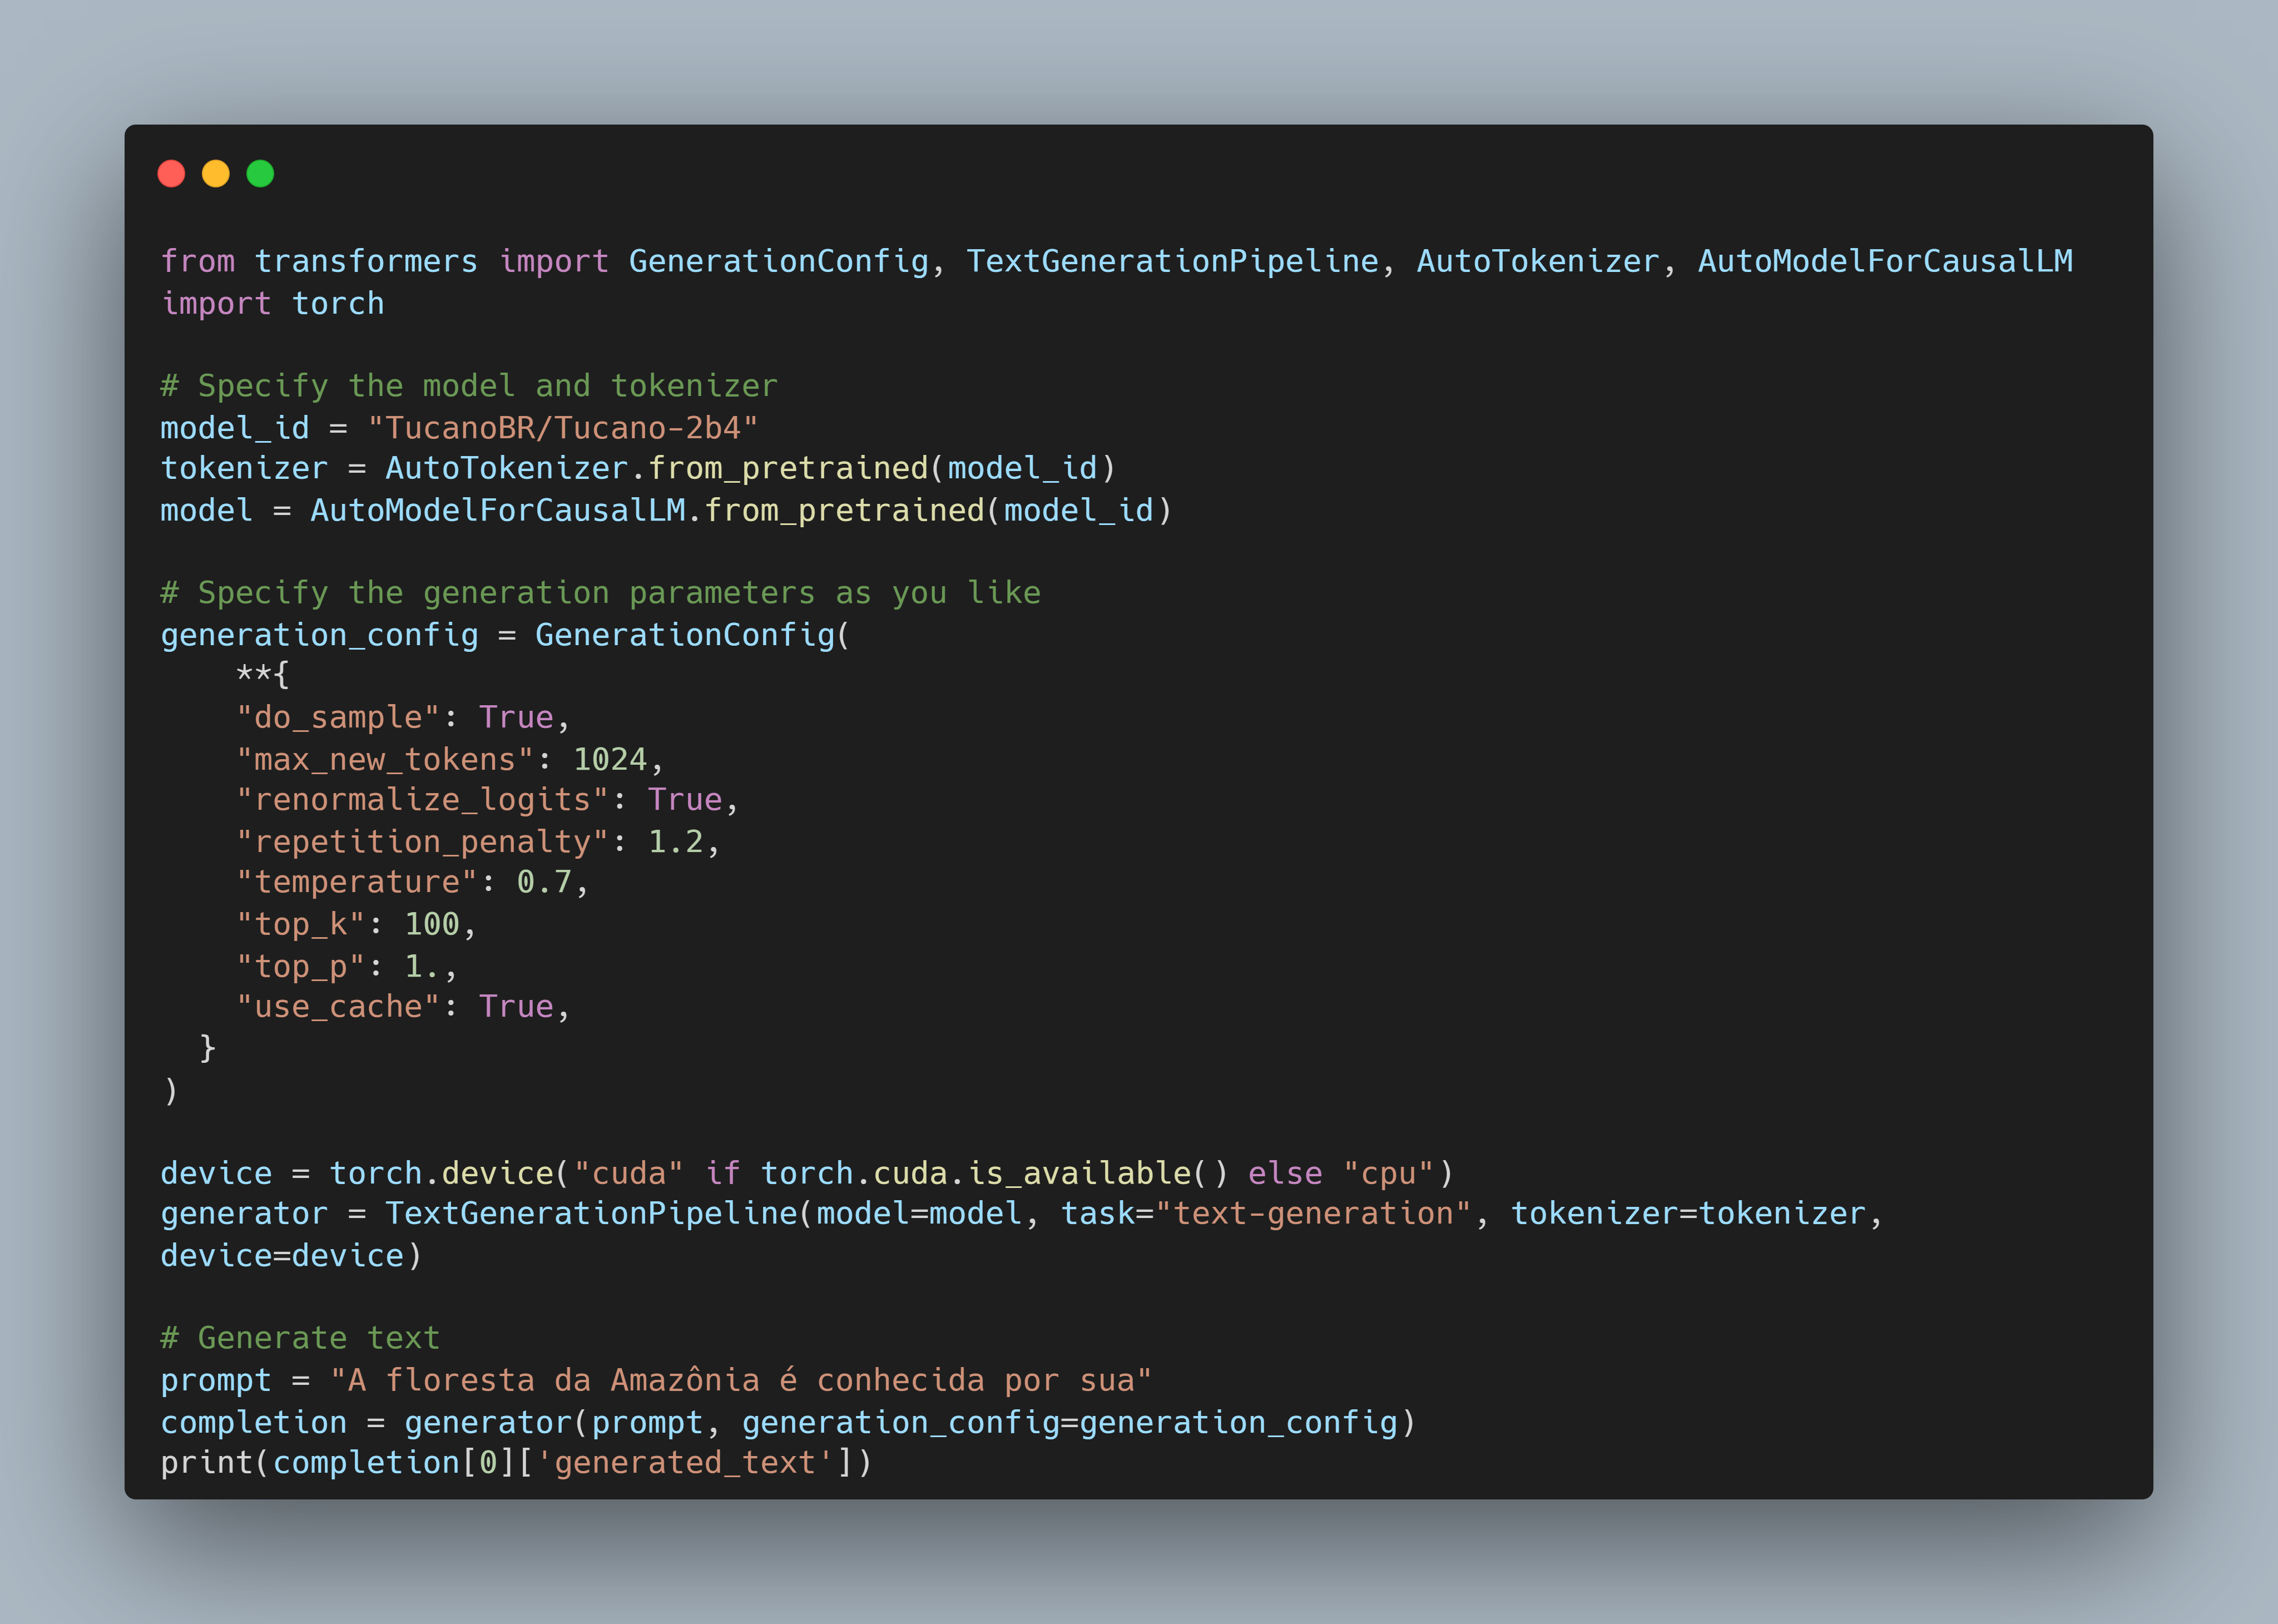 from transformers import GenerationConfig, TextGenerationPipeline, AutoTokenizer, AutoModelForCausalLM
import torch

# Specify the model and tokenizer
model_id = "TucanoBR/Tucano-2b4"
tokenizer = AutoTokenizer.from_pretrained(model_id)
model = AutoModelForCausalLM.from_pretrained(model_id)

# Specify the generation parameters as you like
generation_config = GenerationConfig(
    **{
    "do_sample": True,
    "max_new_tokens": 1024,
    "renormalize_logits": True,
    "repetition_penalty": 1.2,
    "temperature": 0.7,
    "top_k": 100,
    "top_p": 1.,
    "use_cache": True,
  }
)

device = torch.device("cuda" if torch.cuda.is_available() else "cpu")
generator = TextGenerationPipeline(model=model, task="text-generation", tokenizer=tokenizer,
device=device)

# Generate text
prompt = "A floresta da Amazônia é conhecida por sua"
completion = generator(prompt, generation_config=generation_config)
print(completion[0]['generated_text'])